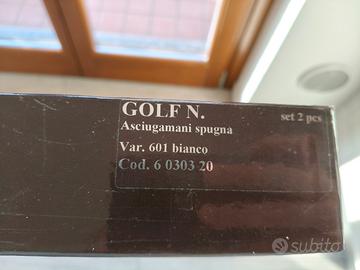 GOLF N.
Asciugamani spugna set 2 pcs
Var. 601 bianco
Cod. 6 0303 20
subito